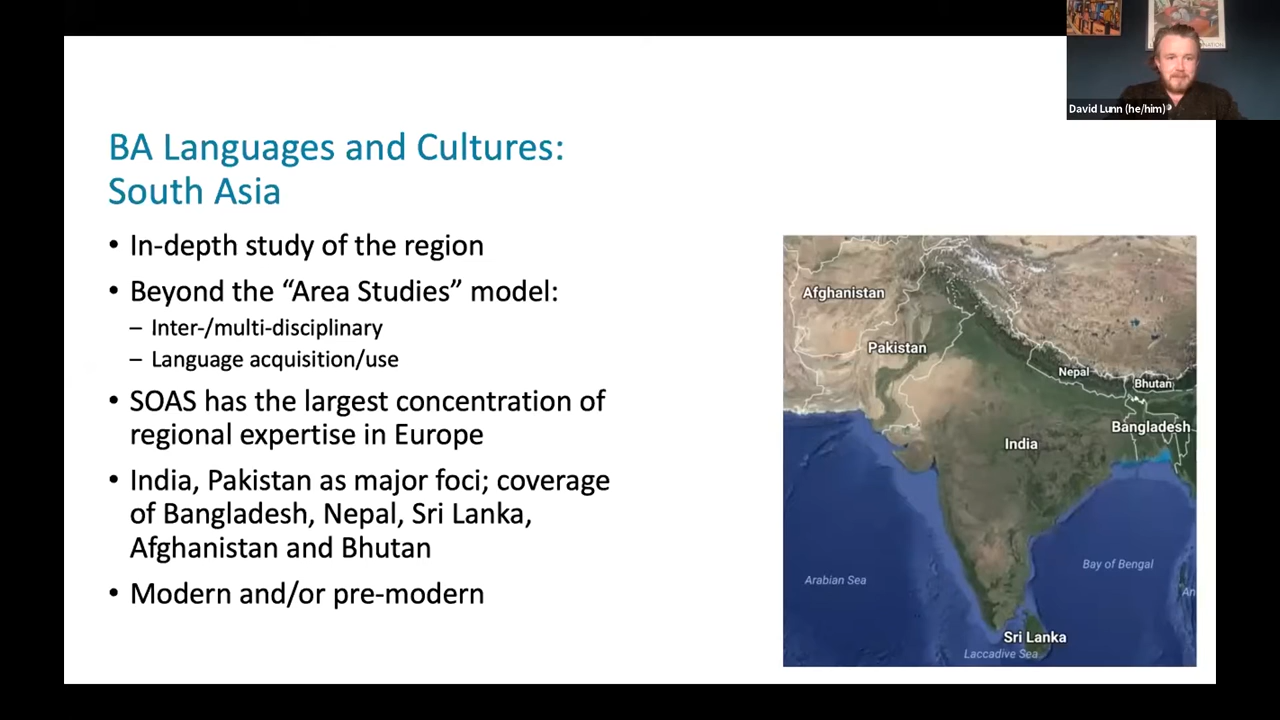 David Lunn (he/him)
BA Languages and Cultures:
South Asia
• In-depth study of the region
• Beyond the “Area Studies” model:
– Inter-/multi-disciplinary
– Language acquisition/use
• SOAS has the largest concentration of
regional expertise in Europe
• India, Pakistan as major foci; coverage
of Bangladesh, Nepal, Sri Lanka,
Afghanistan and Bhutan
• Modern and/or pre-modern
Afghanistan
Pakistan
Nepal
Bhutan
Bangladesh
India
Arabian Sea
Bay of Bengal
An
Sri Lanka
Laccadive Sea